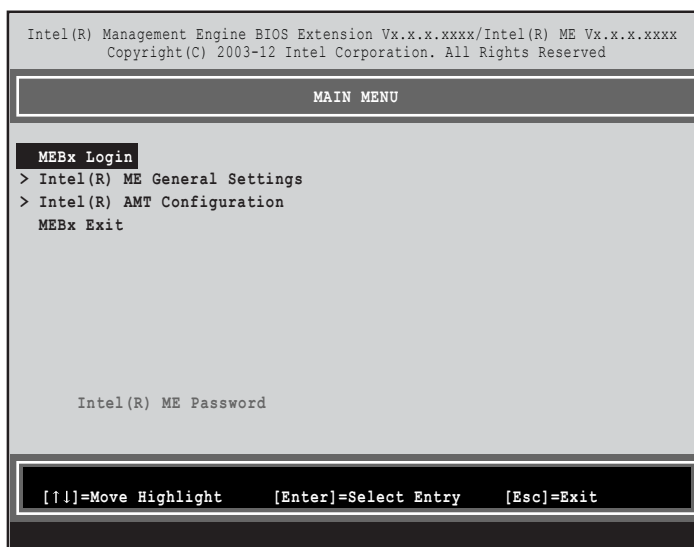 Intel(R) Management Engine BIOS Extension Vx.x.x.xxxx/Intel(R) ME Vx.x.x.xxxx
Copyright(C) 2003-12 Intel Corporation. All Rights Reserved
MAIN MENU
MEBx Login
> Intel(R) ME General Settings
> Intel(R) AMT Configuration
MEBx Exit
Intel(R) ME Password
[↑↓]=Move Highlight [Enter]=Select Entry [Esc]=Exit